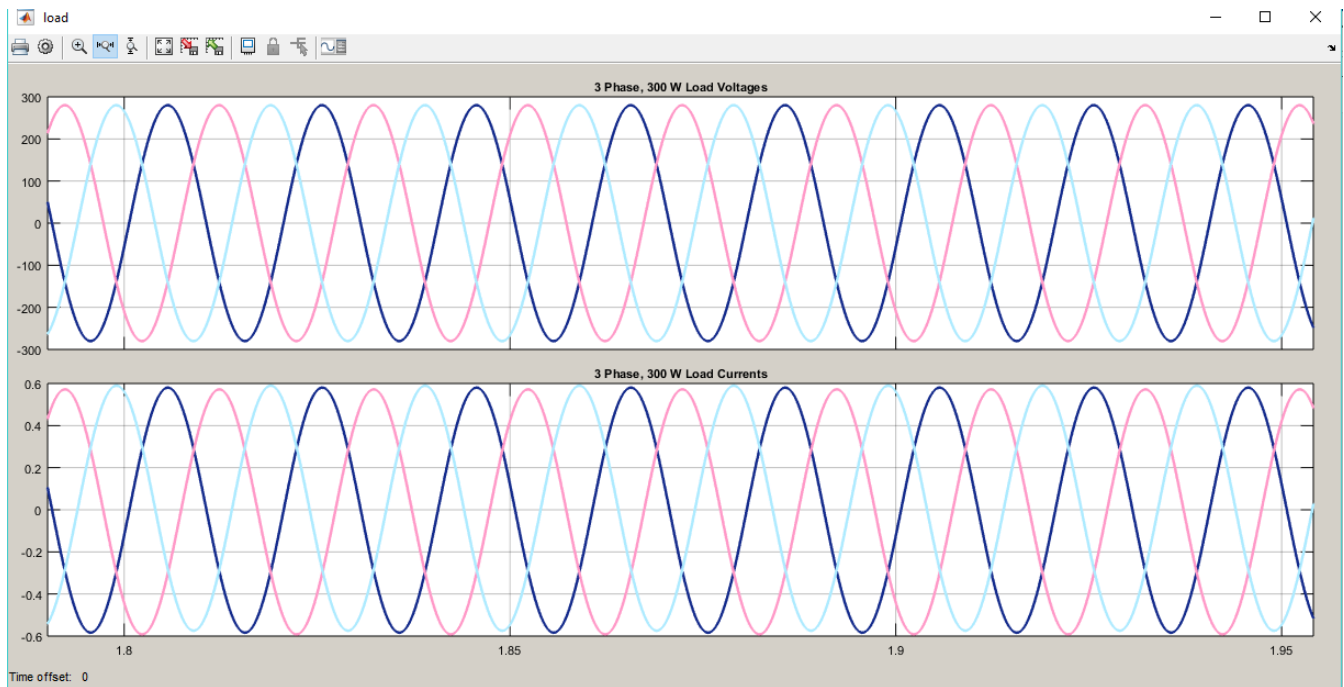 load
3 Phase, 300 W Load Voltages
300
200
100
0
-100
-200
-300
3 Phase, 300 W Load Currents
0.6
0.4
0.2
0
-0.2
-0.4
-0.6
1.8 1.85 1.9 1.95
Time offset: 0